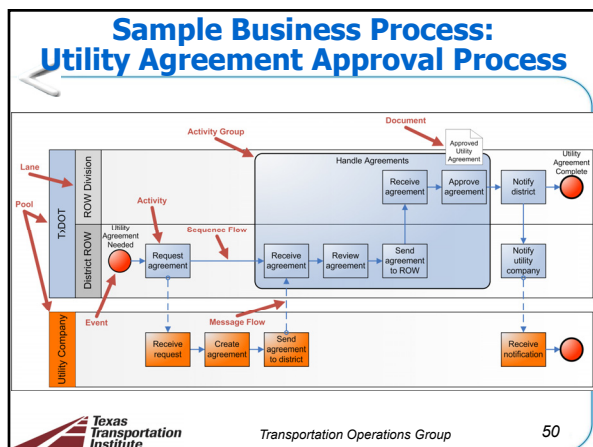 Sample Business Process:
Utility Agreement Approval Process
Document
Activity Group
Approved
Utility
Agreement
Handle Agreements
Utility
Agreement
Complete
Lane
Pool
TxDOT
ROW Division
Receive
agreement
Approve
agreement
Notify
district
Activity
Sequence Flow
District ROW
Utility
Agreement
Needed
Request
agreement
Receive
agreement
Review
agreement
Send
agreement
to ROW
Notify
utility
company
Event
Message Flow
Utility Company
Receive
request
Create
agreement
Send
agreement
to district
Receive
notification
Texas
Transportation
Institute
Transportation Operations Group
50